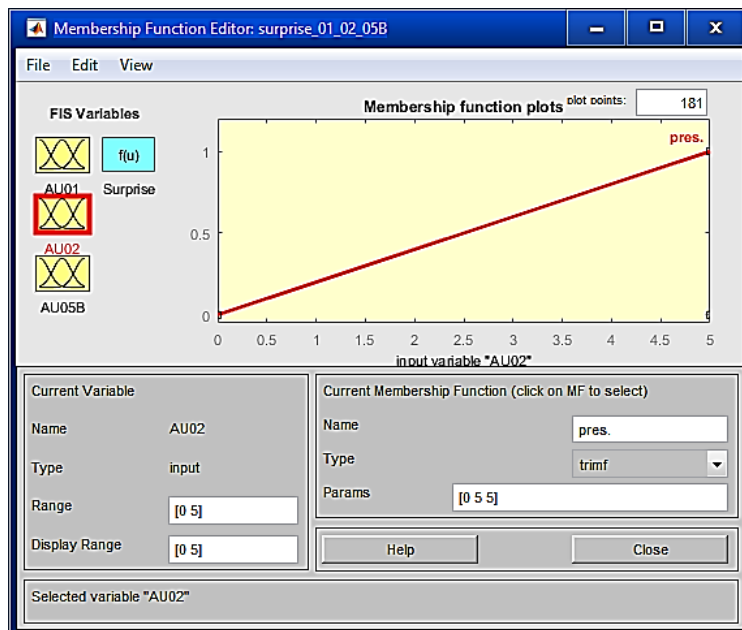 Membership Function Editor: surprise_01_02_05B
File Edit View
FIS Variables
AU01
f(u)
Surprise
AU02
AU05B
Membership function plots
plot points:
181
pres.
1
0.5
0
0 0.5 1 1.5 2 2.5 3 3.5 4 4.5 5
input variable "AU02"
Current Variable
Name AU02
Type input
Range [0 5]
Display Range [0 5]
Current Membership Function (click on MF to select)
Name pres.
Type trimf
Params [0 5 5]
Help Close
Selected variable "AU02"